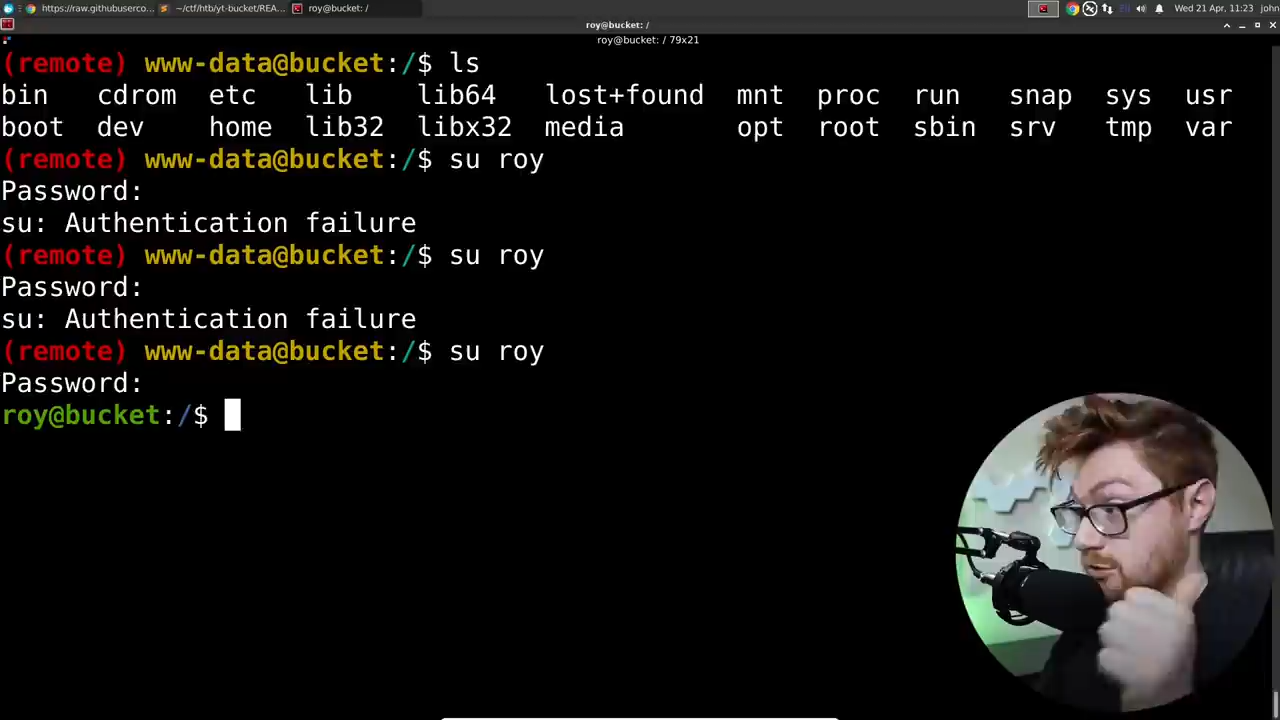 https://raw.githubuserco... ~/ctf/htb/yt-bucket/REA... roy@bucket: / Wed 21 Apr, 11:23 john
roy@bucket: /
roy@bucket: / 79x21
(remote) www-data@bucket:/$ ls
bin cdrom etc lib lib64 lost+found mnt proc run snap sys usr
boot dev home lib32 libx32 media opt root sbin srv tmp var
(remote) www-data@bucket:/$ su roy
Password:
su: Authentication failure
(remote) www-data@bucket:/$ su roy
Password:
su: Authentication failure
(remote) www-data@bucket:/$ su roy
Password:
roy@bucket:/$